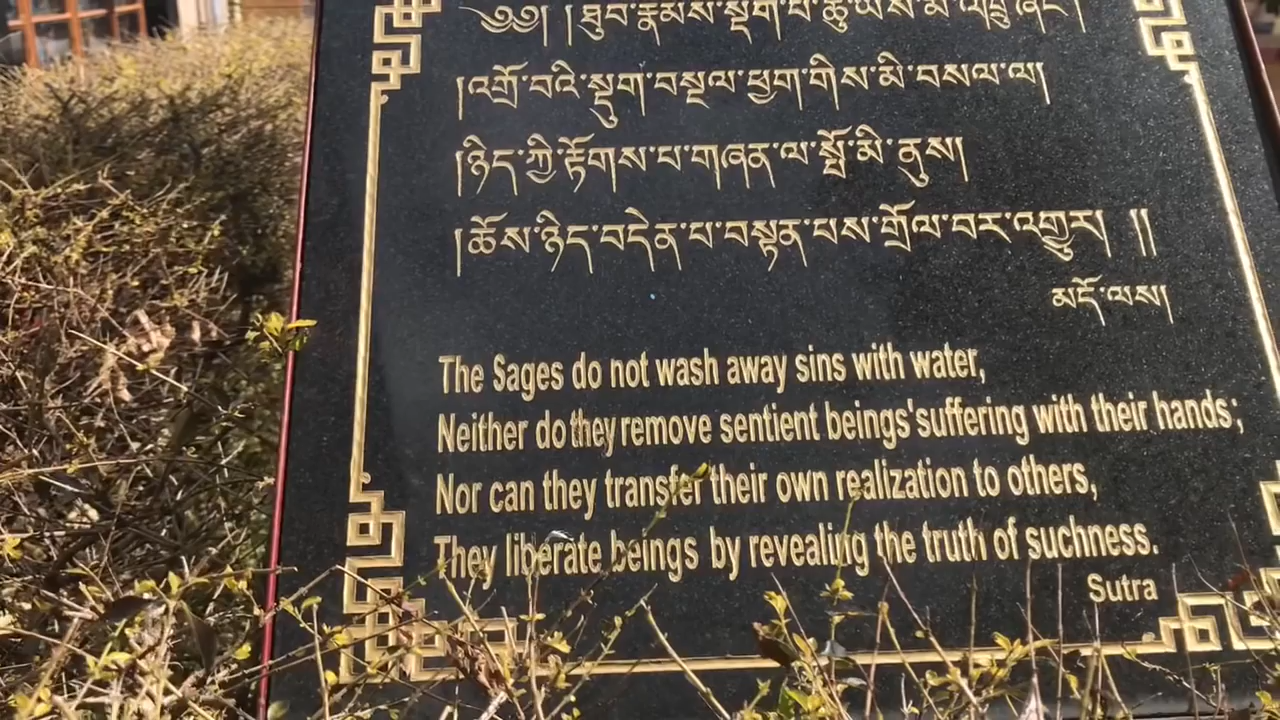 ༄༅། །ཐུབ་རྣམས་སྡིག་པ་ཆུ་ཡིས་མི་འཁྲུ་ཞིང་།
།འགྲོ་བའི་སྡུག་བསྔལ་ཕྱག་གིས་མི་བསལ་ལ།
།ཉིད་ཀྱི་རྟོགས་པ་གཞན་ལ་སྤོ་མི་ནུས།
།ཆོས་ཉིད་བདེན་པ་བསྟན་པས་གྲོལ་བར་འགྱུར། །།
མདོ་ལས།
The Sages do not wash away sins with water,
Neither do they remove sentient beings' suffering with their hands;
Nor can they transfer their own realization to others,
They liberate beings by revealing the truth of suchness.
Sutra